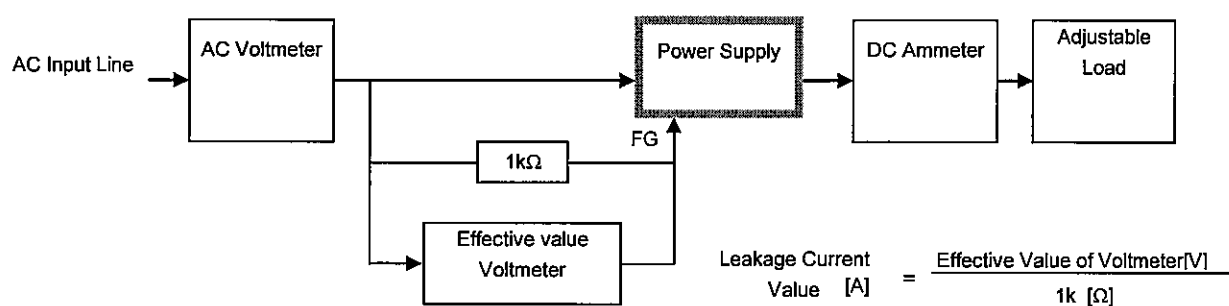 AC Input Line
AC Voltmeter
Power Supply
DC Ammeter
Adjustable
Load
FG
1kΩ
Effective value
Voltmeter
Leakage Current
Value [A]
=
Effective Value of Voltmeter[V]
1k [Ω]